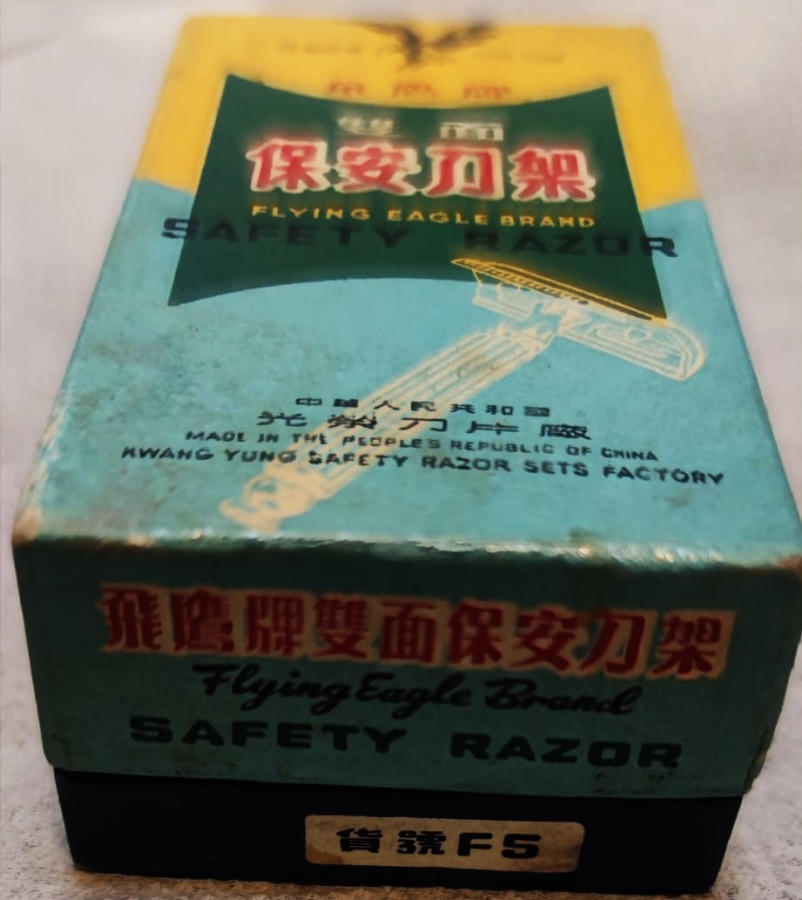 飛鷹牌
雙面
保安刀架
FLYING EAGLE BRAND
SAFETY RAZOR
中華人民共和國
光榮刀片廠
MADE IN THE PEOPLE'S REPUBLIC OF CHINA
KWANG YUNG SAFETY RAZOR SETS FACTORY
飛鷹牌雙面保安刀架
Flying Eagle Brand
SAFETY RAZOR
貨號F5